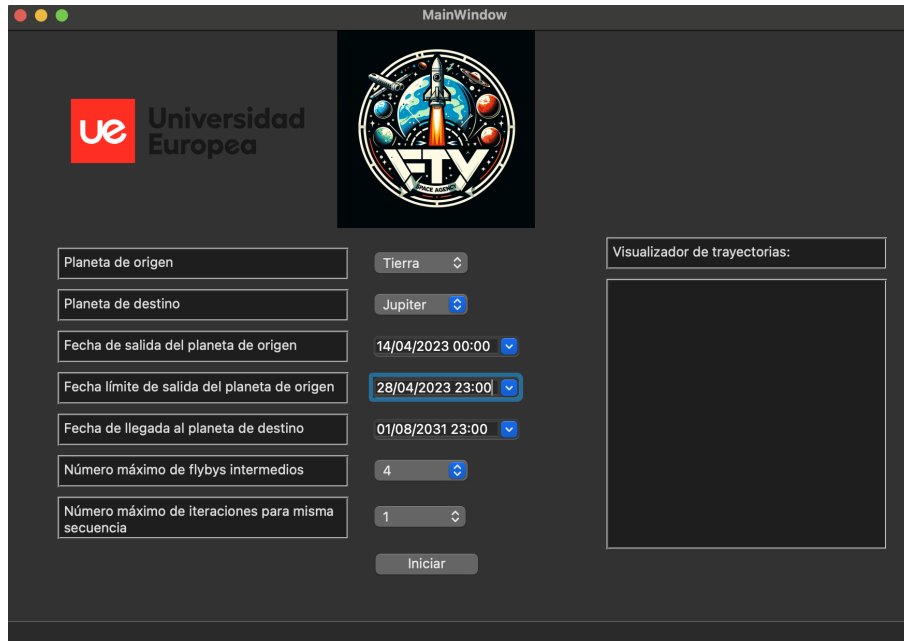 MainWindow
ue Universidad
Europea
FTV
SPACE AGENCY
Planeta de origen
Tierra
Planeta de destino
Jupiter
Fecha de salida del planeta de origen
14/04/2023 00:00
Fecha límite de salida del planeta de origen
28/04/2023 23:00
Fecha de llegada al planeta de destino
01/08/2031 23:00
Número máximo de flybys intermedios
4
Número máximo de iteraciones para misma
secuencia
1
Iniciar
Visualizador de trayectorias: